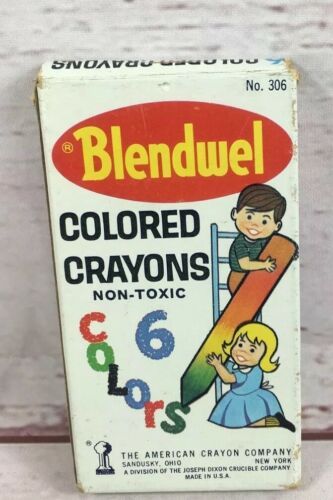 6 COLORED CRAYONS
No. 306
® Blendwel
COLORED
CRAYONS
NON-TOXIC
6
COLORS
®
THE AMERICAN CRAYON COMPANY
SANDUSKY, OHIO NEW YORK
A DIVISION OF THE JOSEPH DIXON CRUCIBLE COMPANY
MADE IN U.S.A.